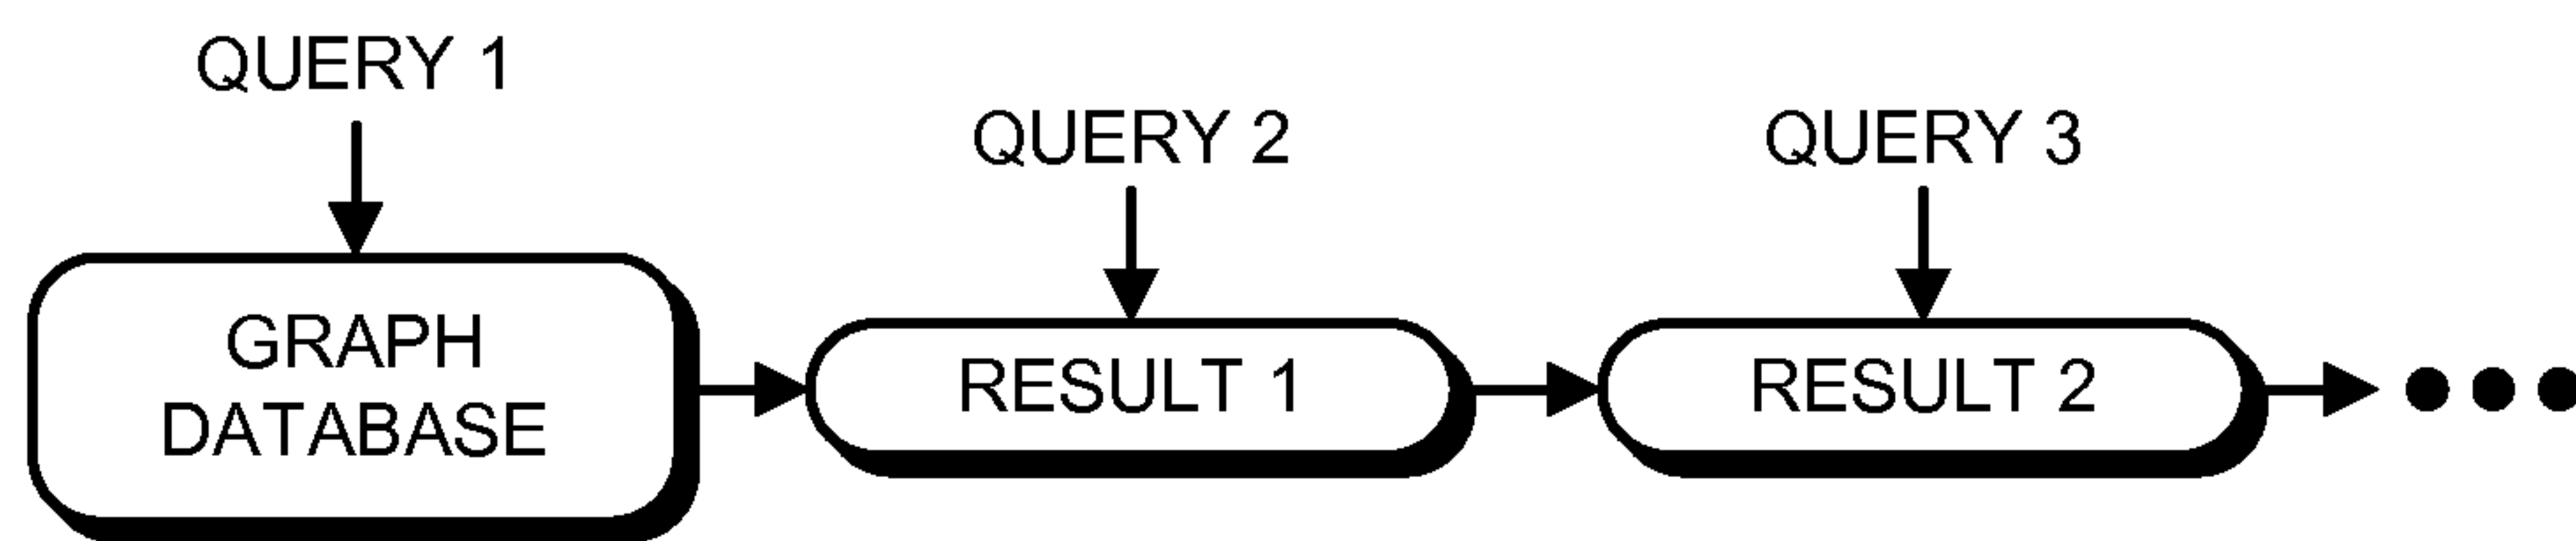 QUERY 1
QUERY 2
QUERY 3
GRAPH
DATABASE
RESULT 1
RESULT 2